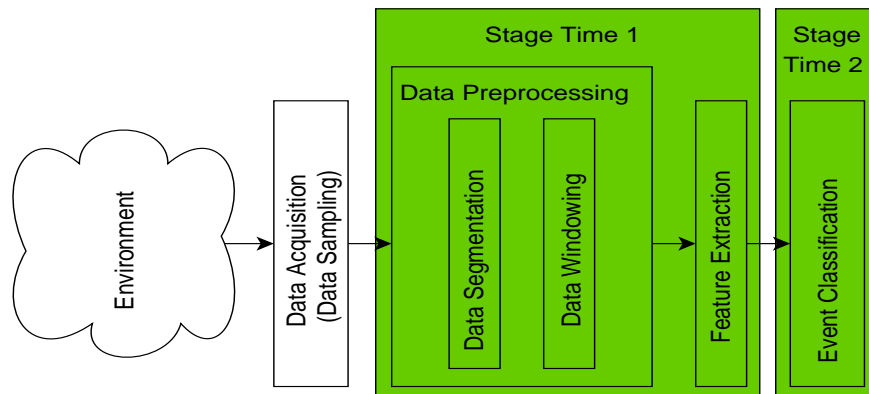 Environment
Data Acquisition
(Data Sampling)
Stage Time 1
Data Preprocessing
Data Segmentation
Data Windowing
Feature Extraction
Stage
Time 2
Event Classification